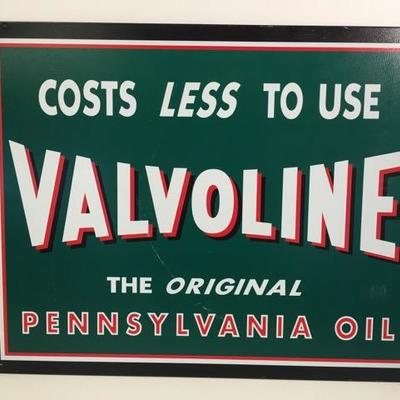 COSTS LESS TO USE
VALVOLINE
THE ORIGINAL
PENNSYLVANIA OIL